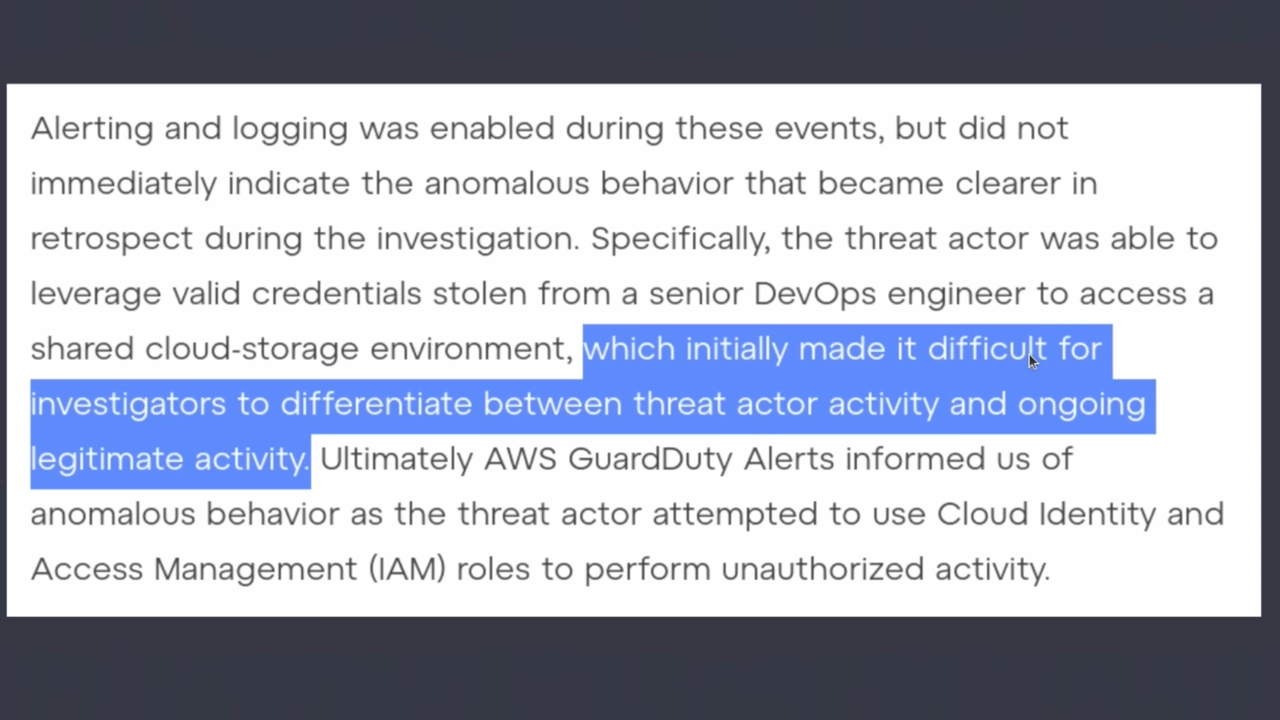 Alerting and logging was enabled during these events, but did not
immediately indicate the anomalous behavior that became clearer in
retrospect during the investigation. Specifically, the threat actor was able to
leverage valid credentials stolen from a senior DevOps engineer to access a
shared cloud-storage environment, which initially made it difficult for
investigators to differentiate between threat actor activity and ongoing
legitimate activity. Ultimately AWS GuardDuty Alerts informed us of
anomalous behavior as the threat actor attempted to use Cloud Identity and
Access Management (IAM) roles to perform unauthorized activity.